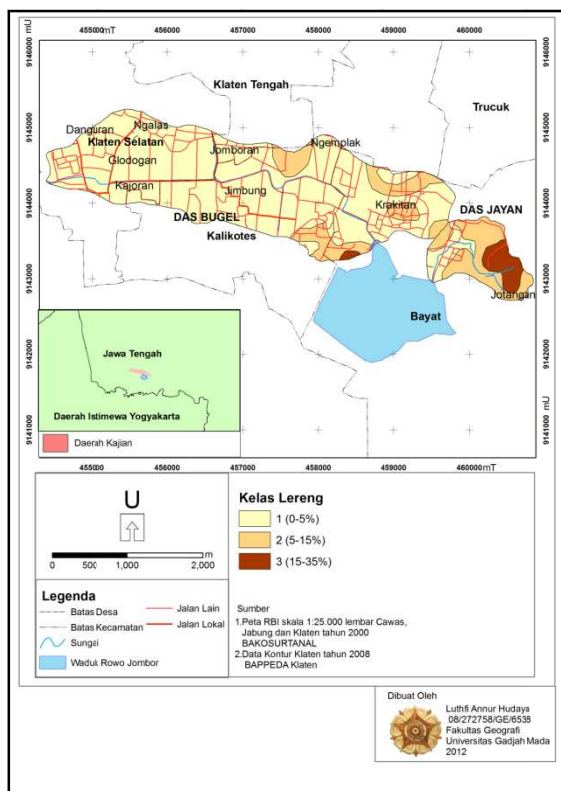 455000mT
456000
457000
458000
459000
460000
mT
9146000 mU
9146000
9145000
9145000
9144000
9144000
9143000
9143000
9142000
9142000
9141000
9141000 mU
Klaten Tengah
Trucuk
Danguran
Ngalas
Klaten Selatan
Jomboran
Ngemplak
Glodogan
Kajoran
Jimbung
Krakitan
DAS BUGEL
DAS JAYAN
Kalikotes
Jotangan
Bayat
Jawa Tengah
Daerah Istimewa Yogyakarta
Daerah Kajian
455000
456000
457000
458000
459000
460000
mT
U
0 500 1,000 2,000 m
Kelas Lereng
1 (0-5%)
2 (5-15%)
3 (15-35%)
Legenda
Batas Desa
Batas Kecamatan
Sungai
Waduk Rowo Jombor
Jalan Lain
Jalan Lokal
Sumber
1.Peta RBI skala 1:25.000 lembar Cawas,
Jabung dan Klaten tahun 2000
BAKOSURTANAL
2.Data Kontur Klaten tahun 2008
BAPPEDA Klaten
Dibuat Oleh
Luthfi Annur Hudaya
08/272758/GE/6538
Fakultas Geografi
Universitas Gadjah Mada
2012